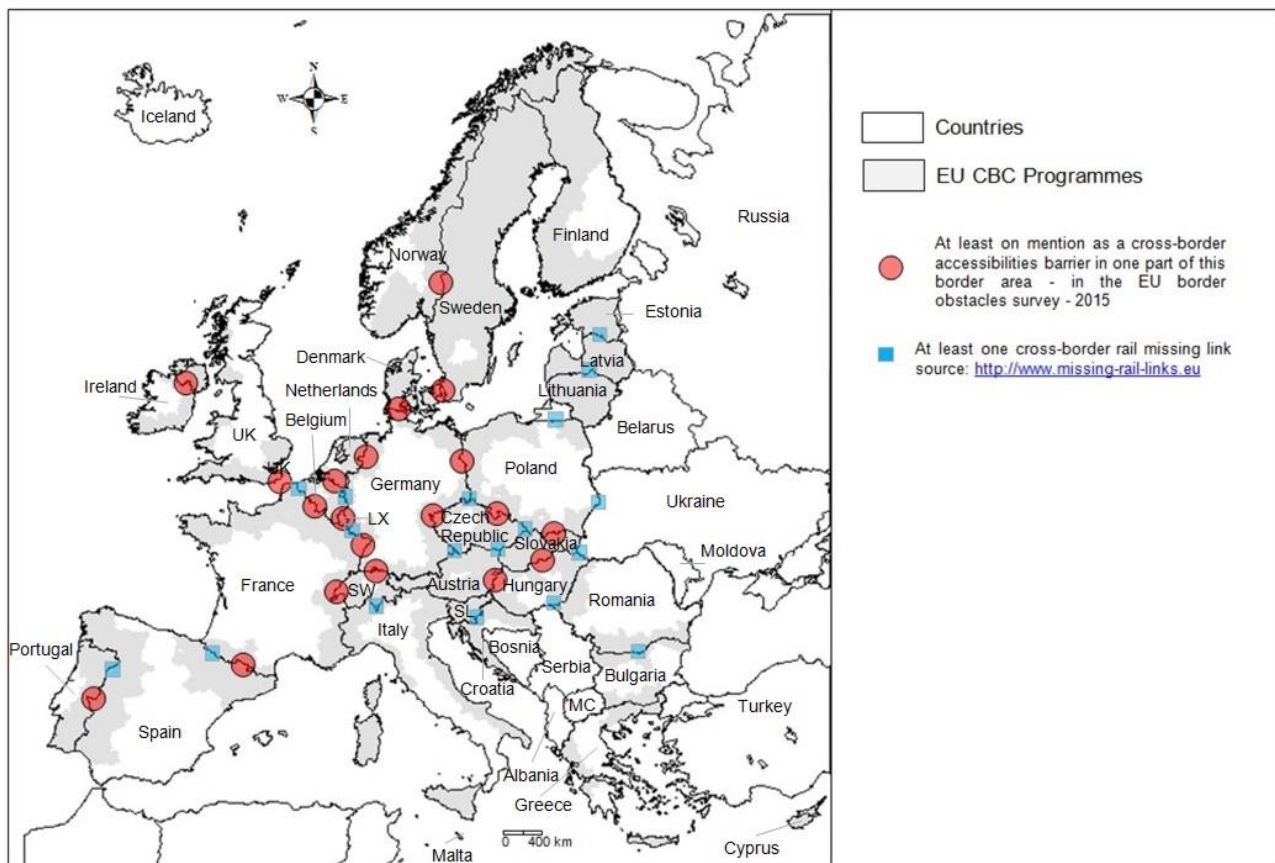 N
W
E
S
Iceland
Norway
Finland
Russia
Sweden
Estonia
Latvia
Denmark
Netherlands
Lithuania
Ireland
Belgium
Belarus
UK
UK
Poland
Germany
Ukraine
LX
Czech
Republic
Slovakia
Moldova
France
SW
Austria
Hungary
Romania
SL
Italy
Portugal
Bosnia
Serbia
Bulgaria
Croatia
MC
Turkey
Spain
Albania
Greece
0 400 km
Malta
Cyprus
Countries
EU CBC Programmes
At least on mention as a cross-border
accessibilities barrier in one part of this
border area - in the EU border
obstacles survey - 2015
At least one cross-border rail missing link
source: http://www.missing-rail-links.eu